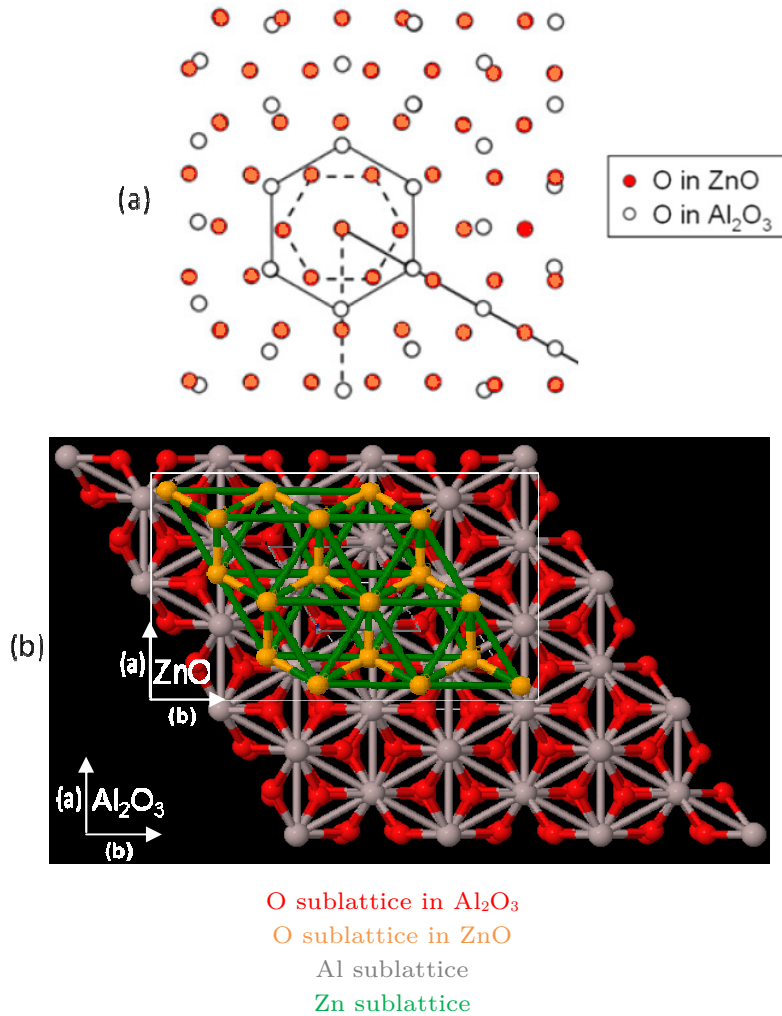 (a)
O in ZnO
O in Al₂O₃
(b)
(a)
ZnO
(b)
(a)
Al₂O₃
(b)
O sublattice in Al₂O₃
O sublattice in ZnO
Al sublattice
Zn sublattice